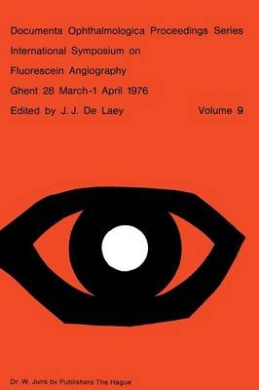 Documenta Ophthalmologica Proceedings Series
International Symposium on
Fluorescein Angiography
Ghent 28 March-1 April 1976
Edited by J. J. De Laey Volume 9
Dr. W. Junk bv Publishers The Hague